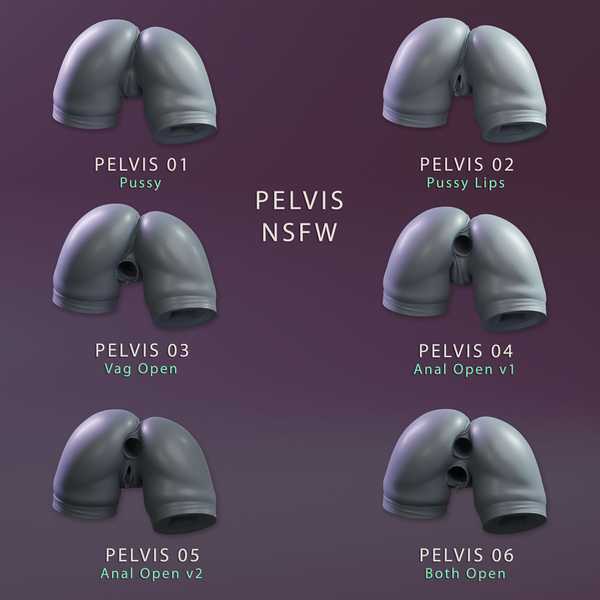 PELVIS 01
Pussy
PELVIS 02
Pussy Lips
PELVIS
NSFW
PELVIS 03
Vag Open
PELVIS 04
Anal Open v1
PELVIS 05
Anal Open v2
PELVIS 06
Both Open